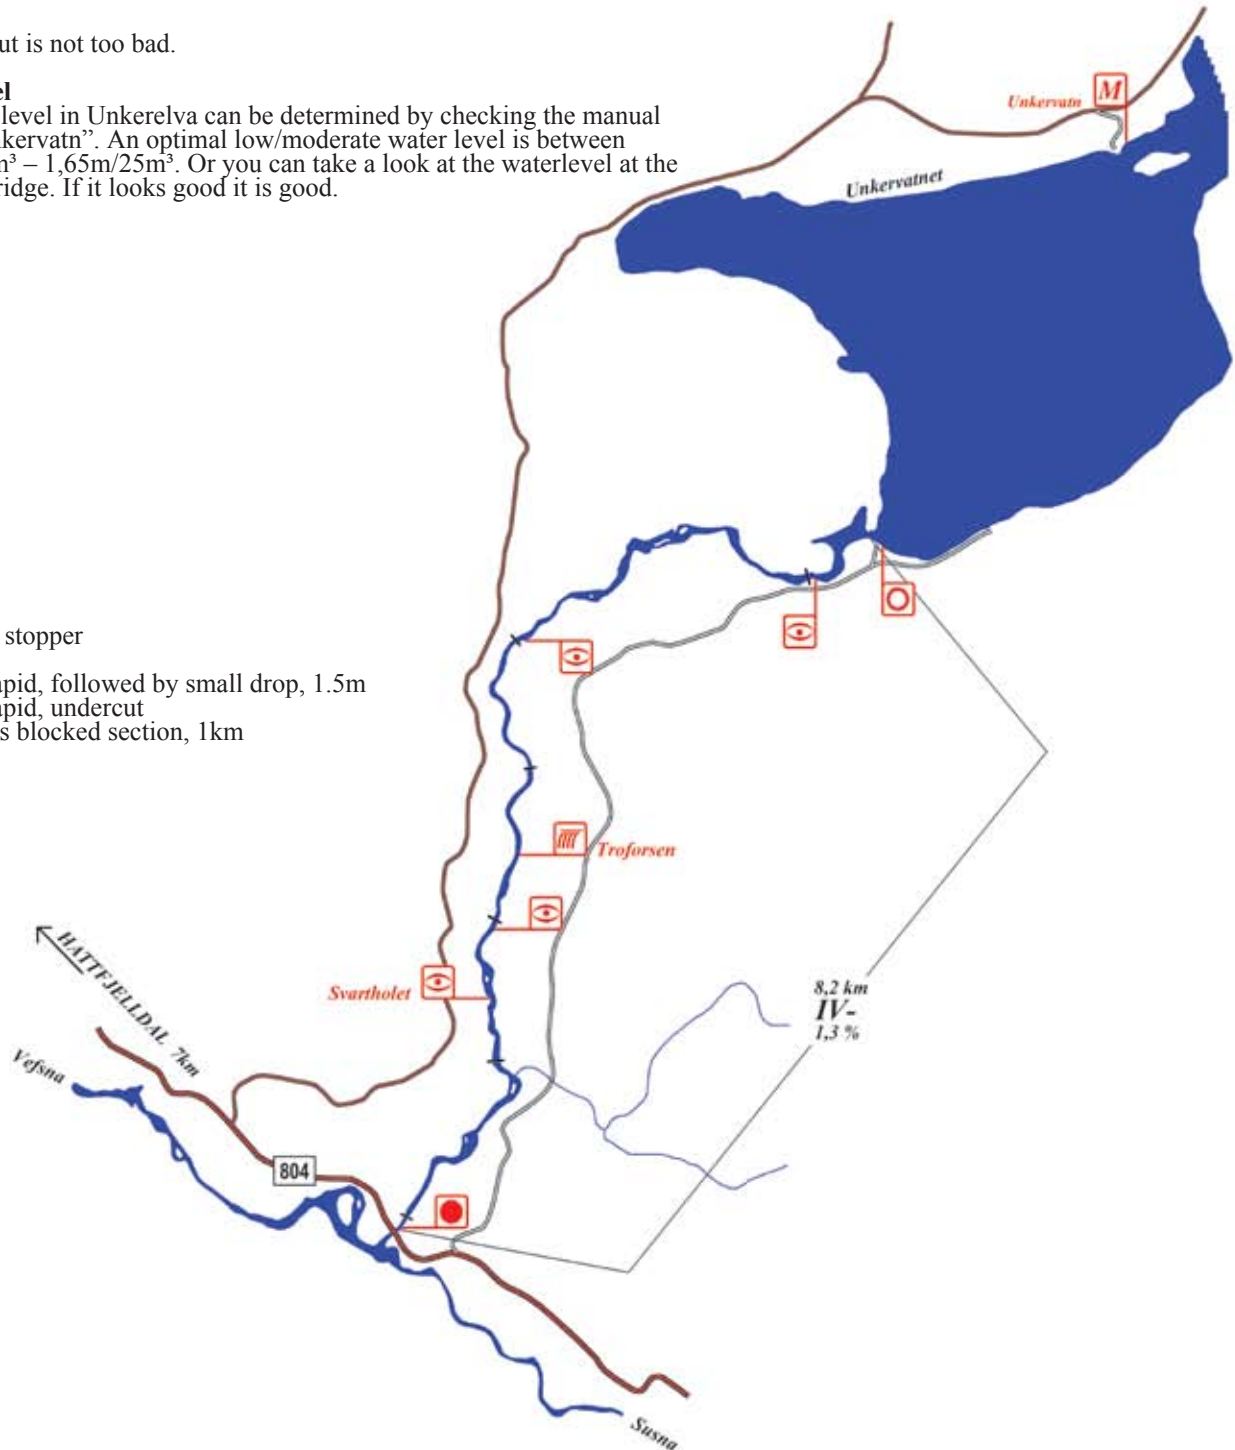 ut is not too bad.
el
level in Unkerelva can be determined by checking the manual
kervatn”. An optimal low/moderate water level is between
m³ – 1,65m/25m³. Or you can take a look at the waterlevel at the
ridge. If it looks good it is good.
Unkervatn
M
Unkervatnet
stopper
apid, followed by small drop, 1.5m
apid, undercut
s blocked section, 1km
Troforsen
Svartholet
8,2 km
IV-
1,3 %
HATTFJELLDAL 7km
Vefsna
804
Susna